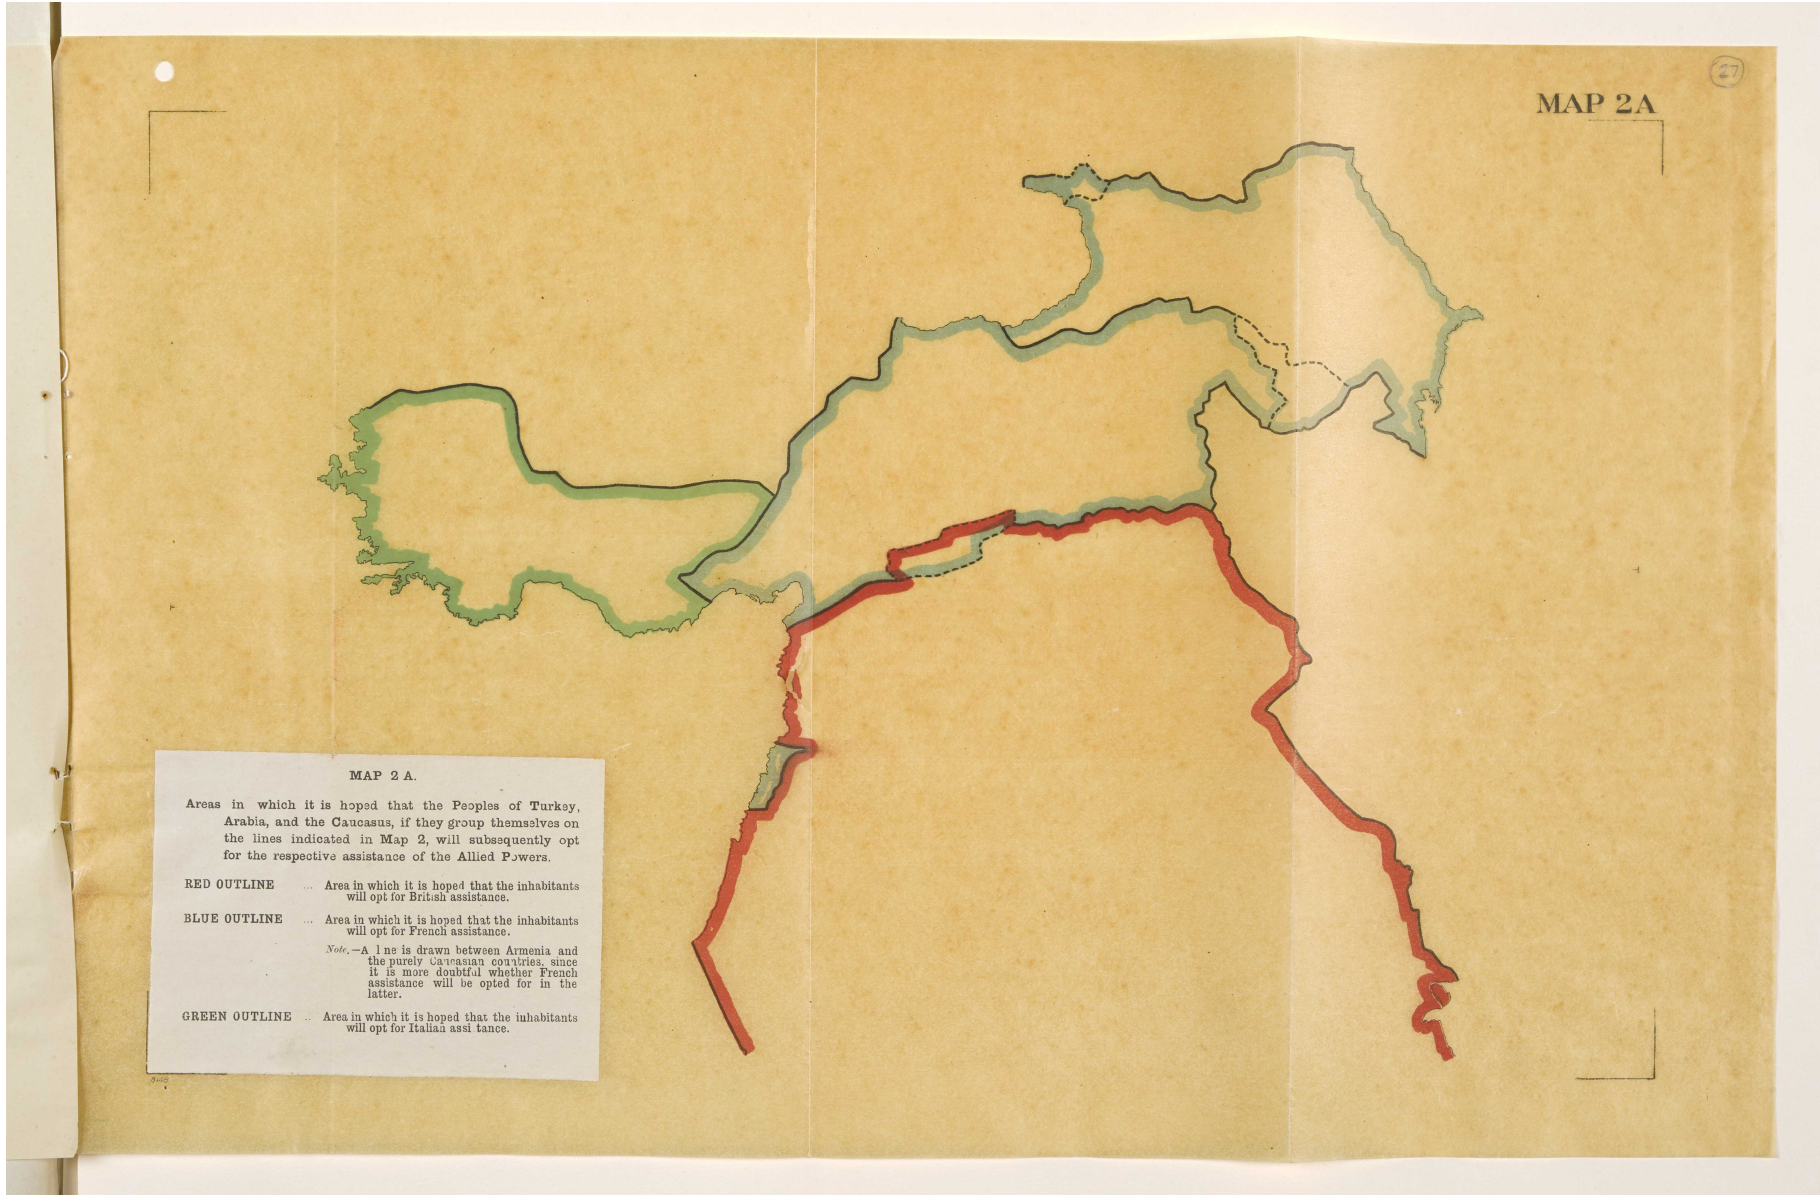 27
MAP 2A
MAP 2 A.
Areas in which it is hoped that the Peoples of Turkey,
Arabia, and the Caucasus, if they group themselves on
the lines indicated in Map 2, will subsequently opt
for the respective assistance of the Allied Powers.
RED OUTLINE ... Area in which it is hoped that the inhabitants
will opt for British assistance.
BLUE OUTLINE ... Area in which it is hoped that the inhabitants
will opt for French assistance.
Note.—A l ne is drawn between Armenia and
the purely Caucasian countries, since
it is more doubtful whether French
assistance will be opted for in the
latter.
GREEN OUTLINE .. Area in which it is hoped that the inhabitants
will opt for Italian assi tance.